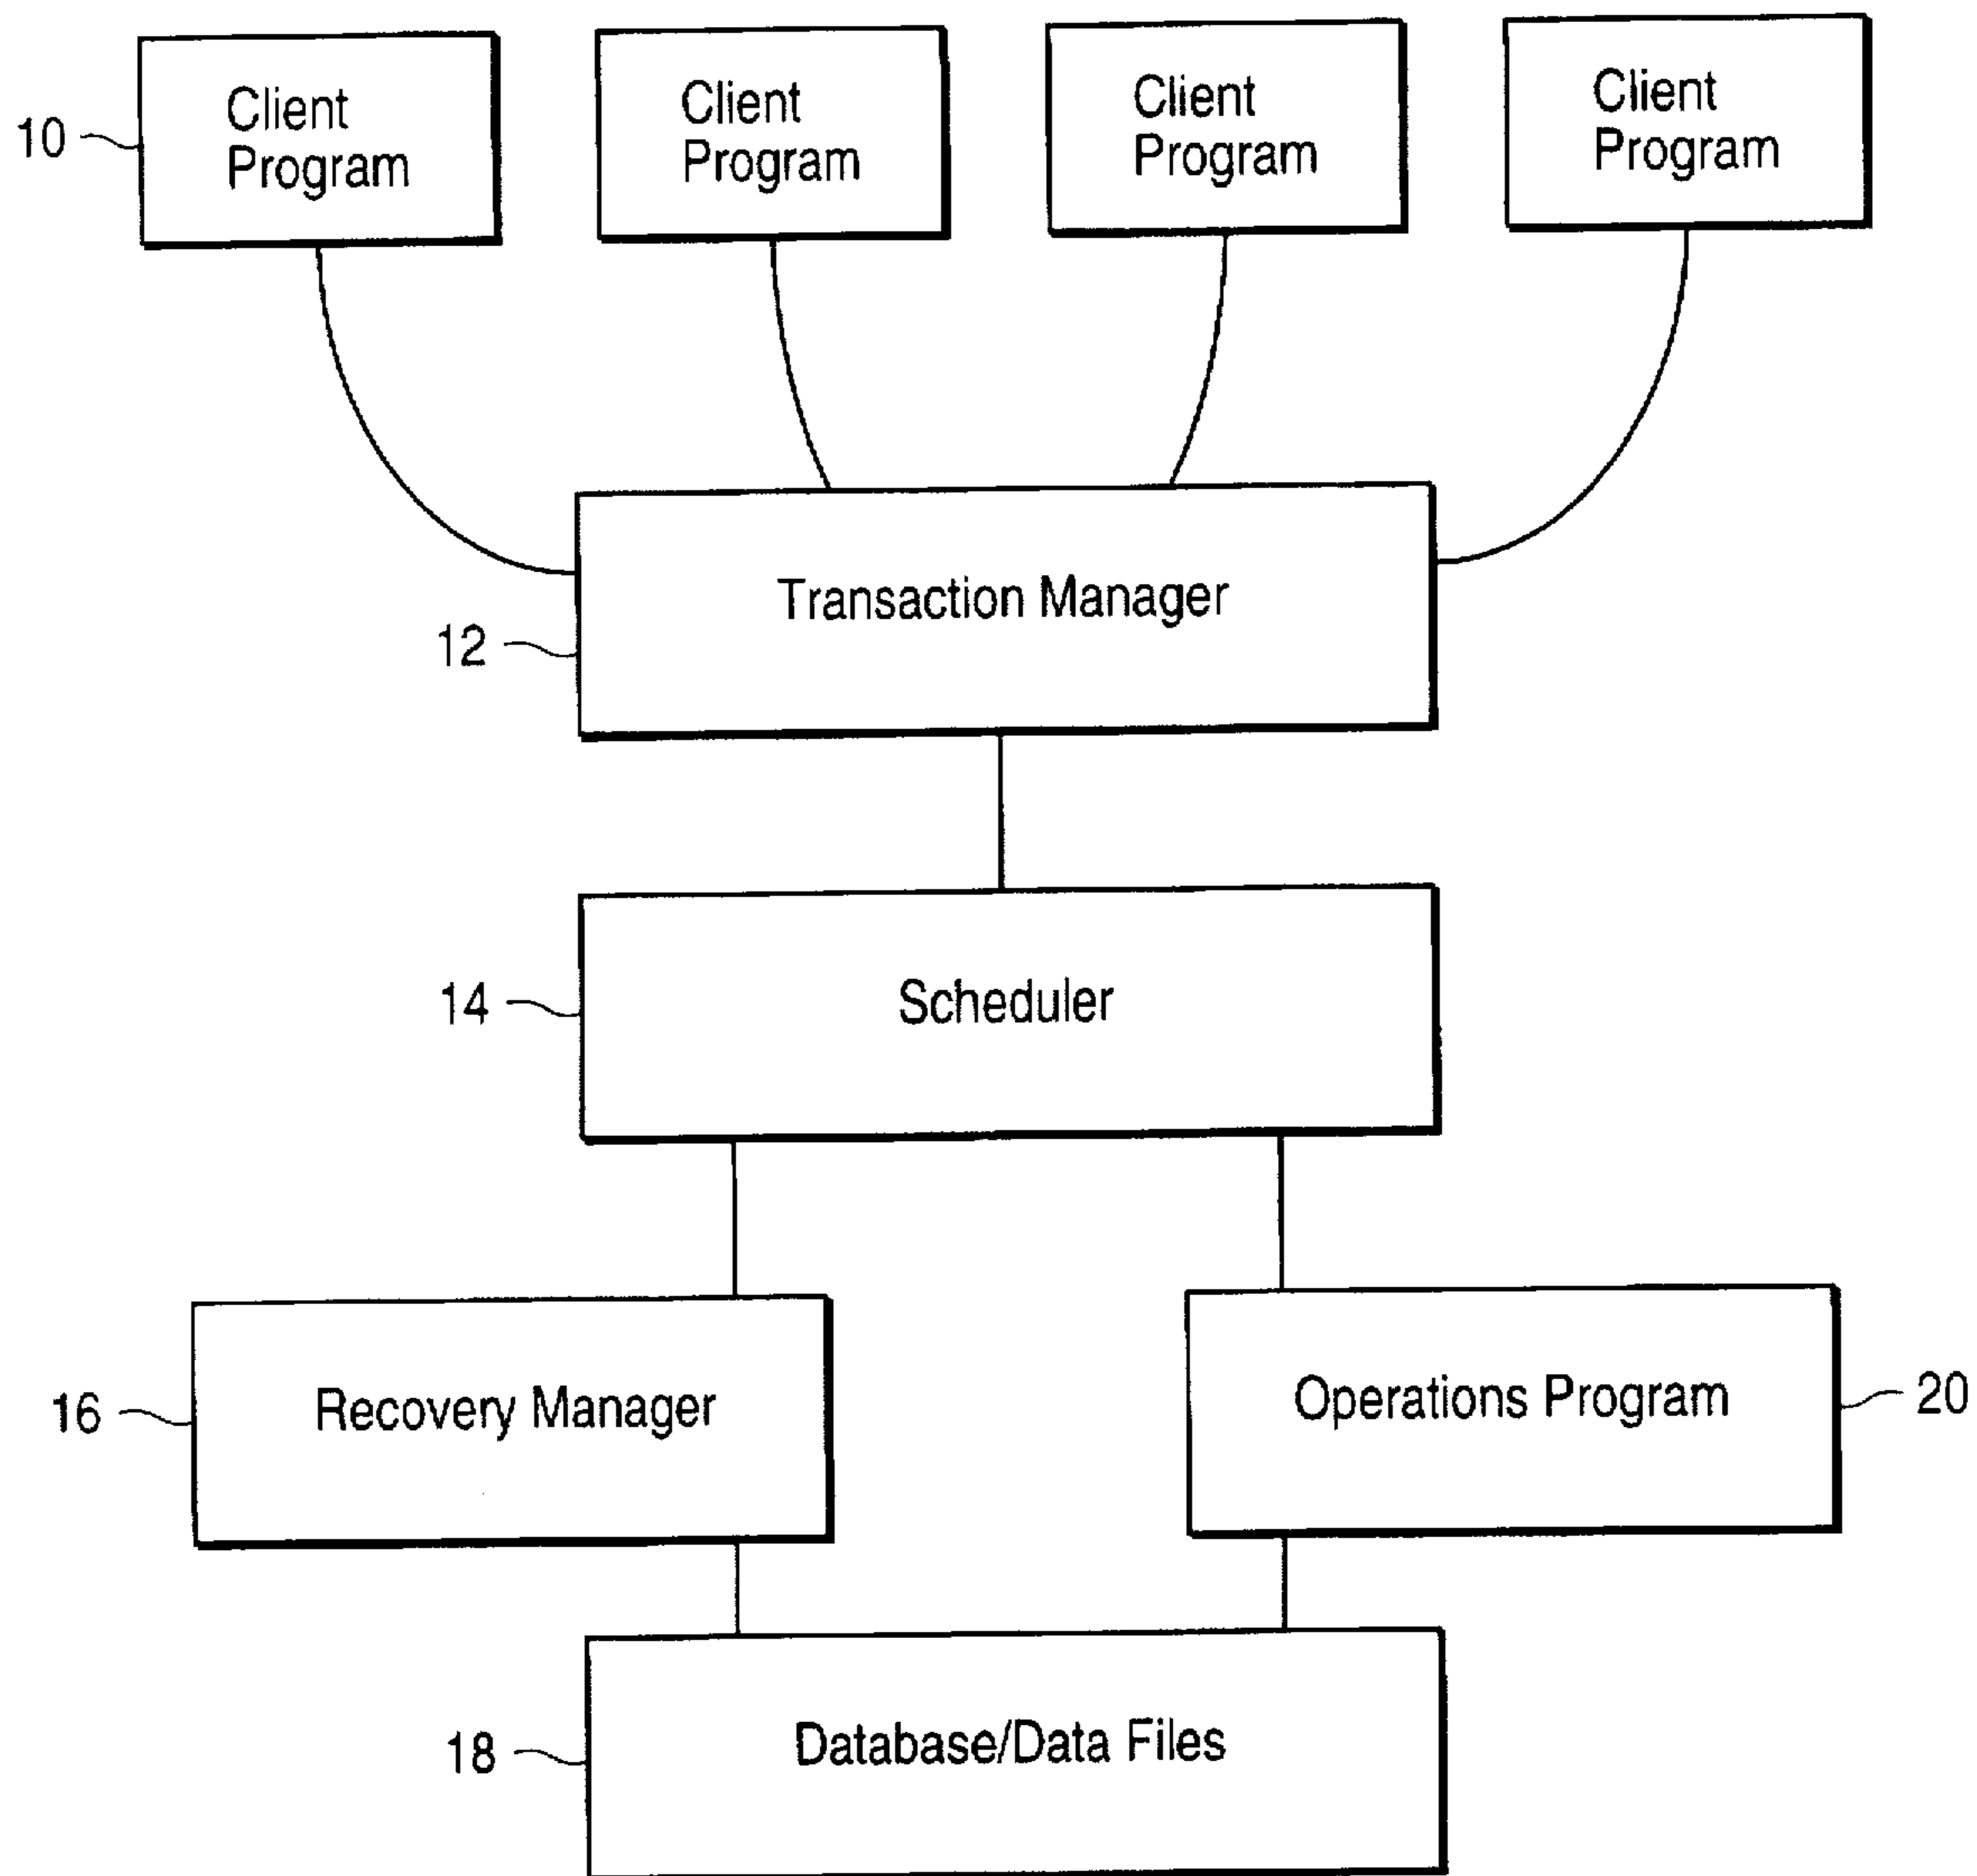 Client
Program
Client
Program
Client
Program
Client
Program
10
Transaction Manager
12
Scheduler
14
Recovery Manager
16
Operations Program
20
Database/Data Files
18